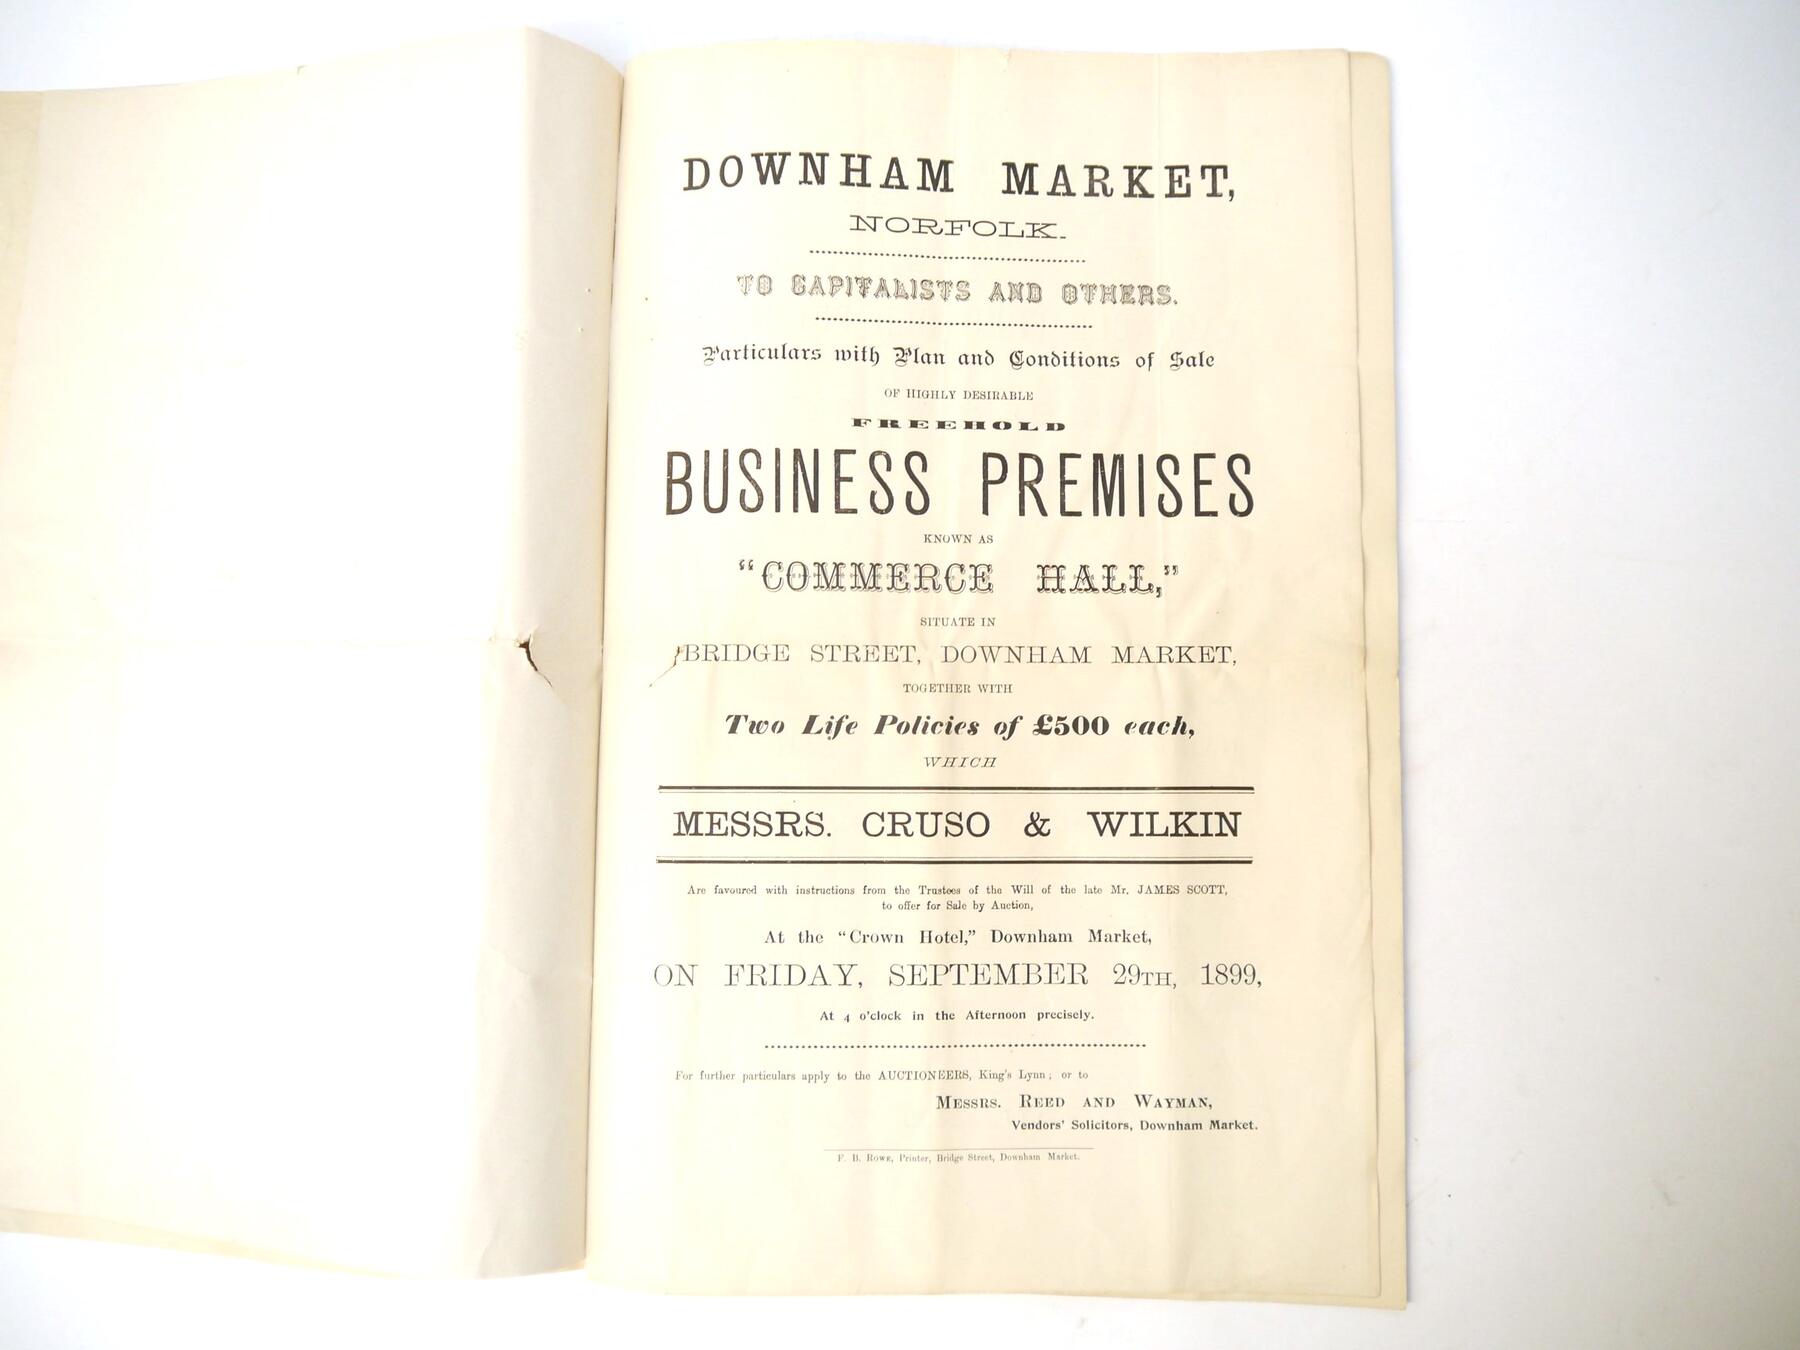 DOWNHAM MARKET,
NORFOLK.
TO CAPITALISTS AND OTHERS.
Particulars with Plan and Conditions of Sale
OF HIGHLY DESIRABLE
FREEHOLD
BUSINESS PREMISES
KNOWN AS
“COMMERCE HALL,”
SITUATE IN
BRIDGE STREET, DOWNHAM MARKET,
TOGETHER WITH
Two Life Policies of £500 each,
WHICH
MESSRS. CRUSO & WILKIN
Are favoured with instructions from the Trustees of the Will of the late Mr. JAMES SCOTT,
to offer for Sale by Auction,
At the “Crown Hotel,” Downham Market,
ON FRIDAY, SEPTEMBER 29TH, 1899,
At 4 o'clock in the Afternoon precisely.
For further particulars apply to the AUCTIONEERS, King's Lynn; or to
MESSRS. REED AND WAYMAN,
Vendors' Solicitors, Downham Market.
F. B. ROWE, Printer, Bridge Street, Downham Market.